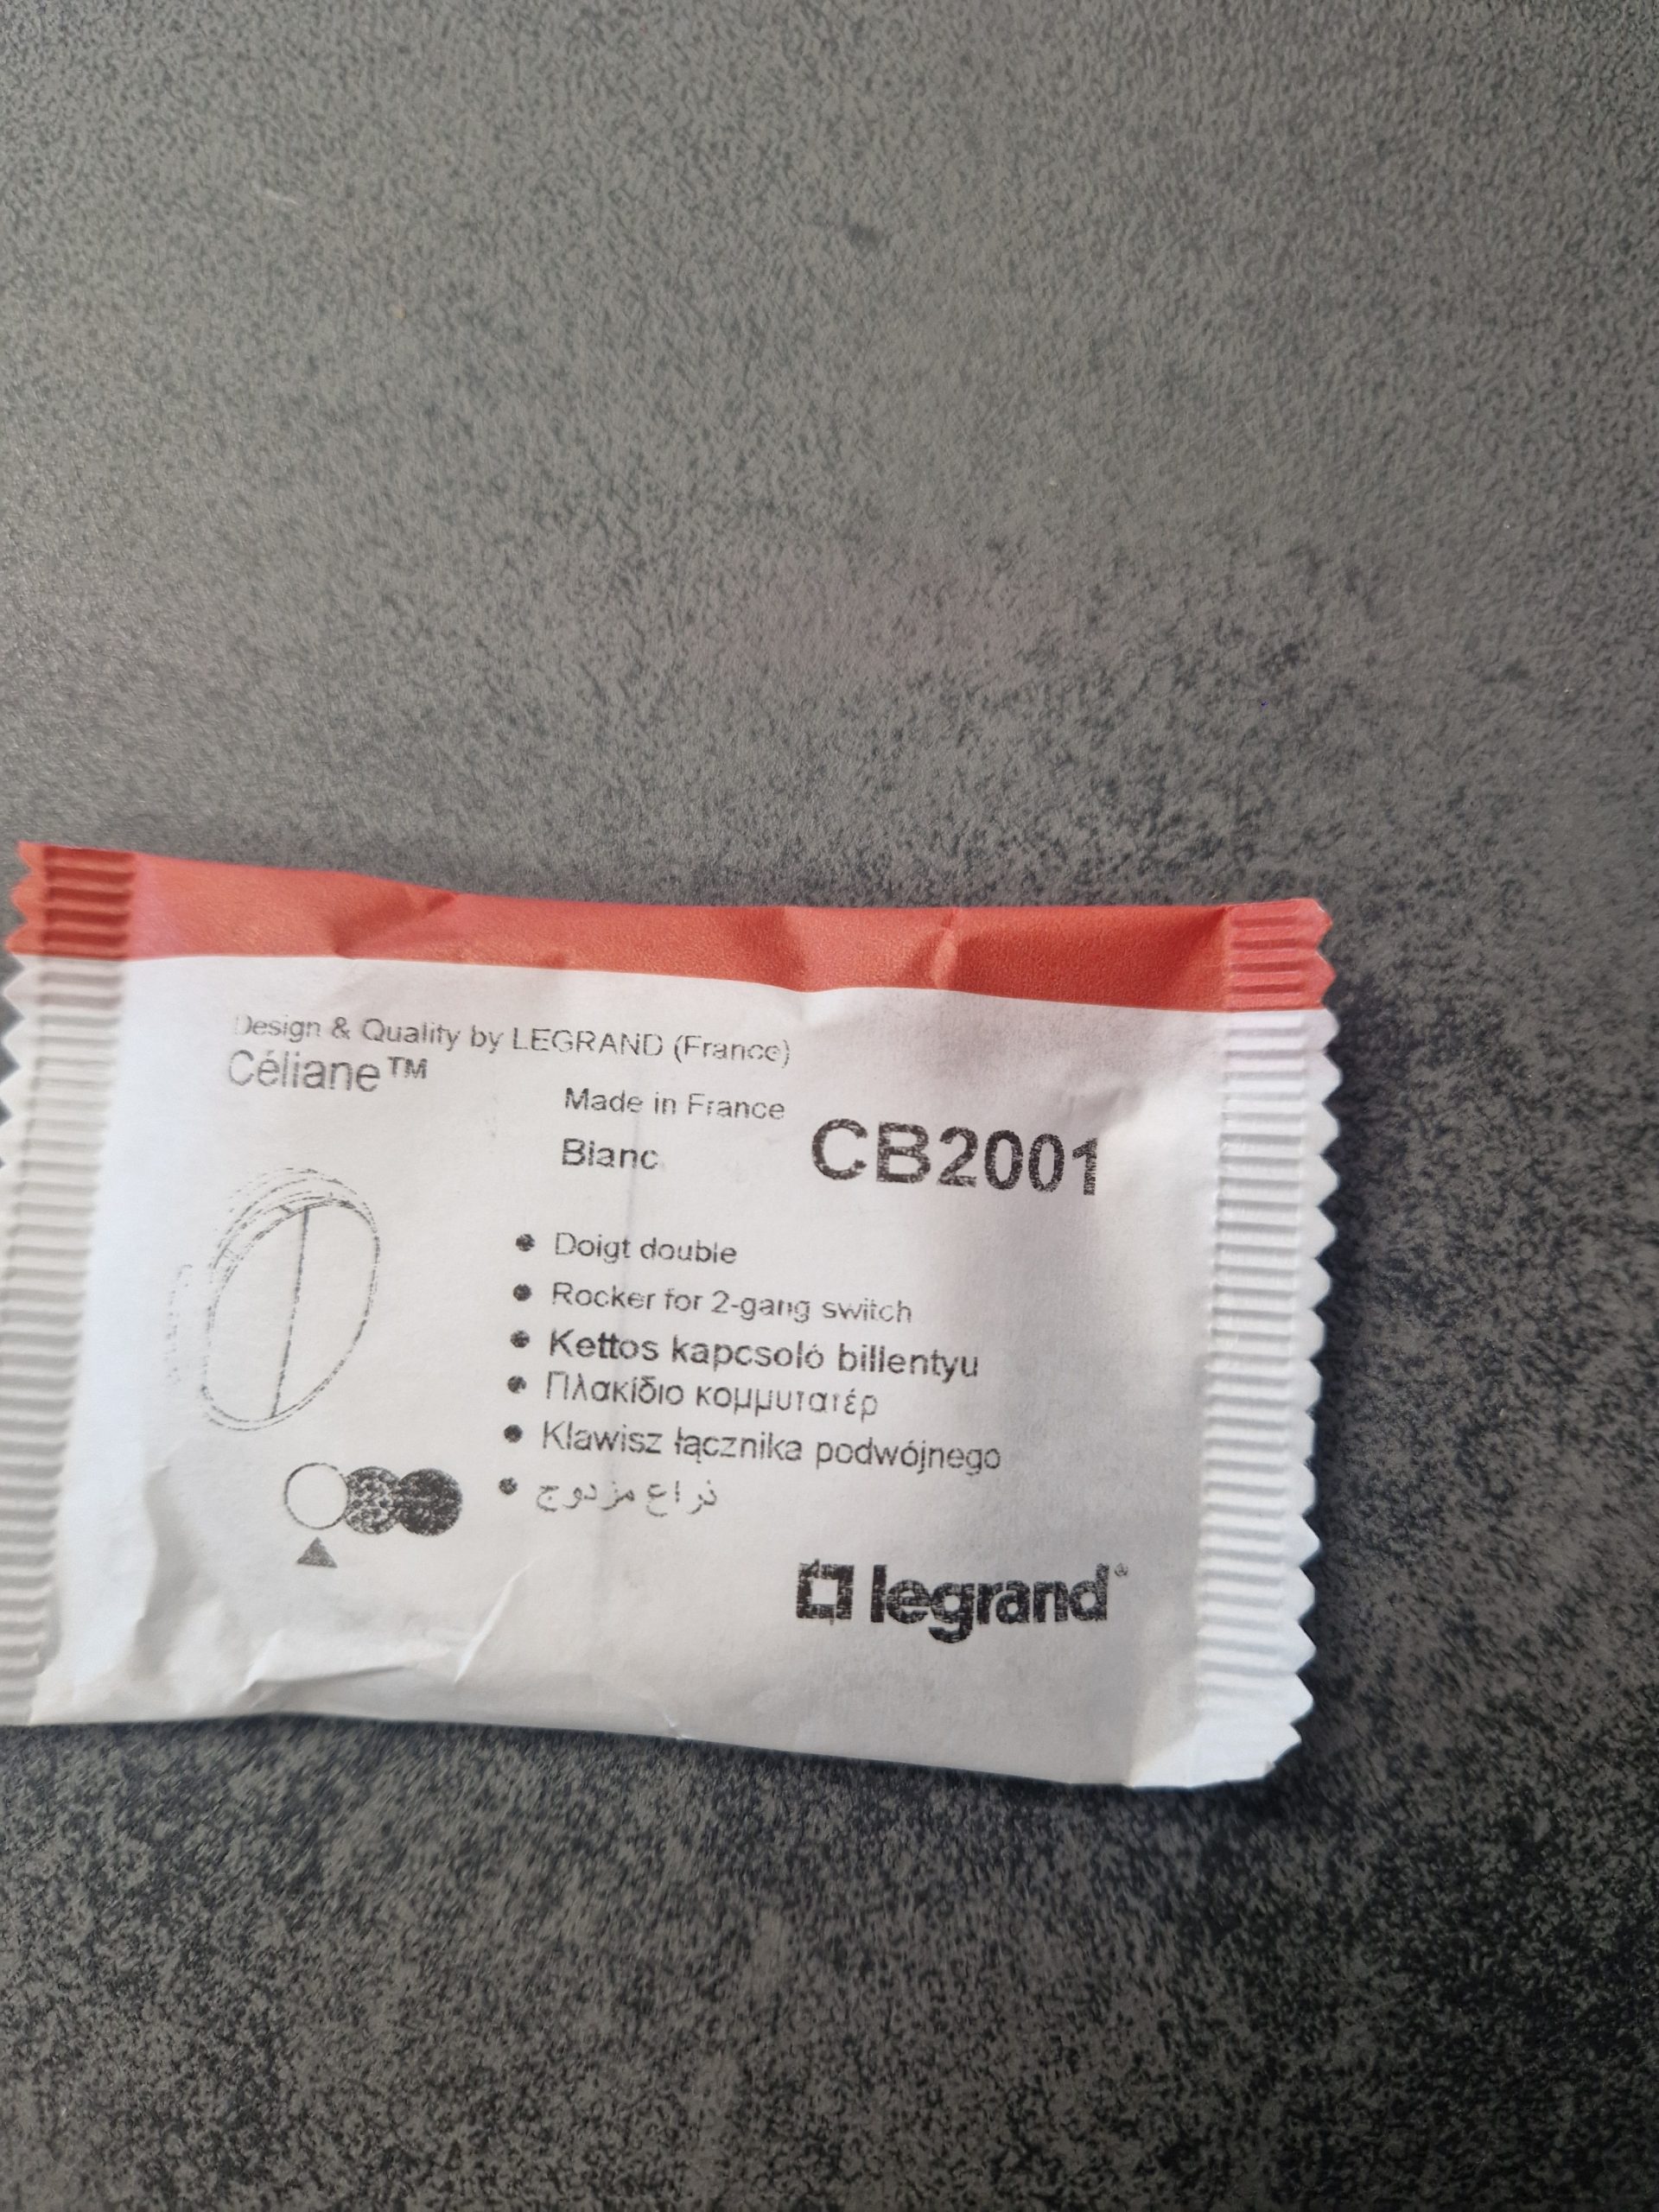 Design & Quality by LEGRAND (France)
Céliane™
Made in France
Blanc
CB2001
• Doigt double
• Rocker for 2-gang switch
• Kettos kapcsoló billentyu
• Πλακίδιο κομμυτατέρ
• Klawisz łącznika podwójnego
• ذراع مزدوج
legrand®